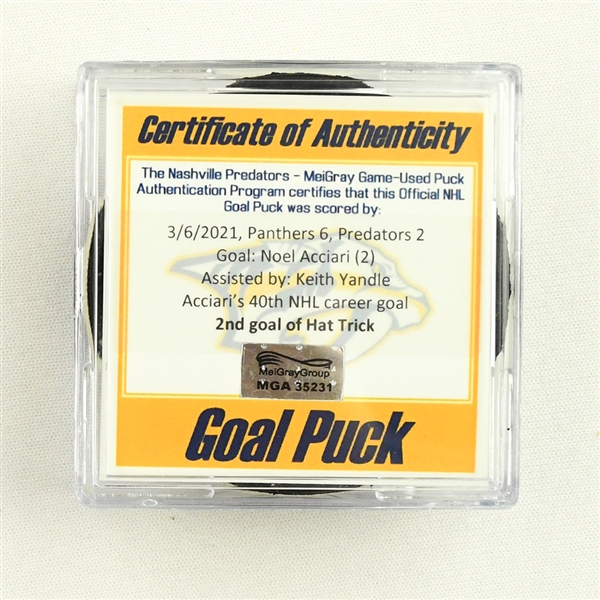 Certificate of Authenticity
The Nashville Predators - MeiGray Game-Used Puck
Authentication Program certifies that this Official NHL
Goal Puck was scored by:
3/6/2021, Panthers 6, Predators 2
Goal: Noel Acciari (2)
Assisted by: Keith Yandle
Acciari's 40th NHL career goal
2nd goal of Hat Trick
MeiGrayGroup
MGA 35231
Goal Puck